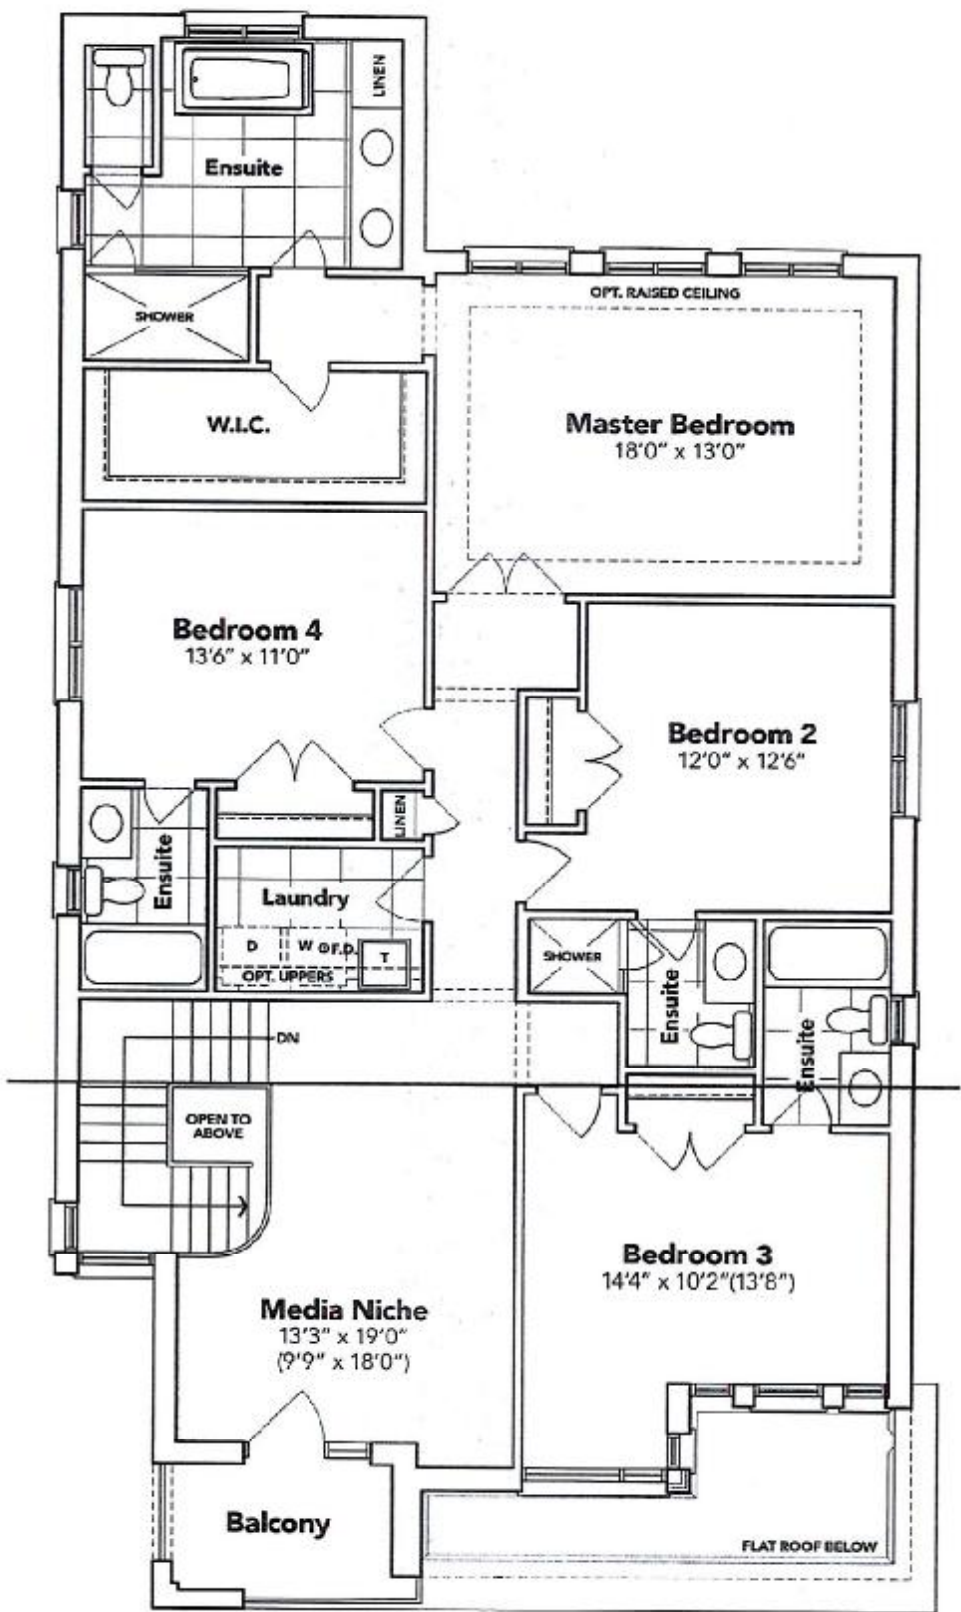 LINEN
Ensuite
OPT. RAISED CEILING
SHOWER
W.I.C.
Master Bedroom
18'0" x 13'0"
Bedroom 4
13'6" x 11'0"
Bedroom 2
12'0" x 12'6"
LINEN
Ensuite
Laundry
D
W
F.D.
T
OPT. UPPERS
SHOWER
Ensuite
Ensuite
DN
OPEN TO
ABOVE
Bedroom 3
14'4" x 10'2"(13'8")
Media Niche
13'3" x 19'0"
(9'9" x 18'0")
Balcony
FLAT ROOF BELOW